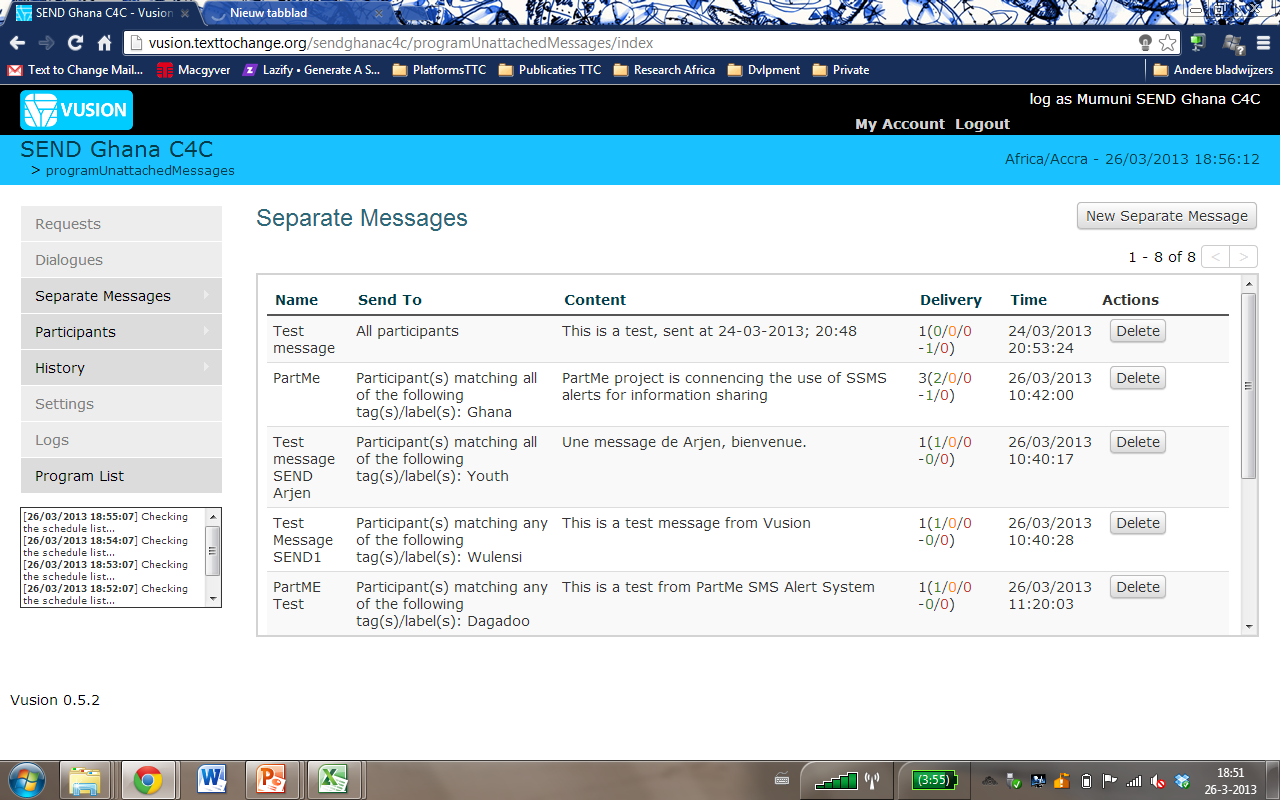 SEND Ghana C4C - Vusion
Nieuw tabblad
vusion.texttochange.org/sendghanac4c/programUnattachedMessages/index
Text to Change Mail...
Macgyver
Lazify • Generate A S...
PlatformsTTC
Publicaties TTC
Research Africa
Dvlpment
Private
Andere bladwijzers
VUSION
log as Mumuni SEND Ghana C4C
My Account Logout
SEND Ghana C4C
> programUnattachedMessages
Africa/Accra - 26/03/2013 18:56:12
Requests
Dialogues
Separate Messages
Participants
History
Settings
Logs
Program List
[26/03/2013 18:55:07] Checking
the schedule list...
[26/03/2013 18:54:07] Checking
the schedule list...
[26/03/2013 18:53:07] Checking
the schedule list...
[26/03/2013 18:52:07] Checking
the schedule list...
Separate Messages
New Separate Message
1 - 8 of 8 < >
Name Send To Content Delivery Time Actions
Test All participants This is a test, sent at 24-03-2013; 20:48 1(0/0/0 24/03/2013 Delete
message -1/0) 20:53:24
PartMe Participant(s) matching all PartMe project is connencing the use of SSMS 3(2/0/0 26/03/2013 Delete
of the following alerts for information sharing -1/0) 10:42:00
tag(s)/label(s): Ghana
Test Participant(s) matching all Une message de Arjen, bienvenue. 1(1/0/0 26/03/2013 Delete
message of the following -0/0) 10:40:17
SEND tag(s)/label(s): Youth
Arjen
Test Participant(s) matching any This is a test message from Vusion 1(1/0/0 26/03/2013 Delete
Message of the following -0/0) 10:40:28
SEND1 tag(s)/label(s): Wulensi
PartME Participant(s) matching any This is a test from PartMe SMS Alert System 1(1/0/0 26/03/2013 Delete
Test of the following -0/0) 11:20:03
tag(s)/label(s): Dagadoo
Vusion 0.5.2
(3:55)
18:51
26-3-2013